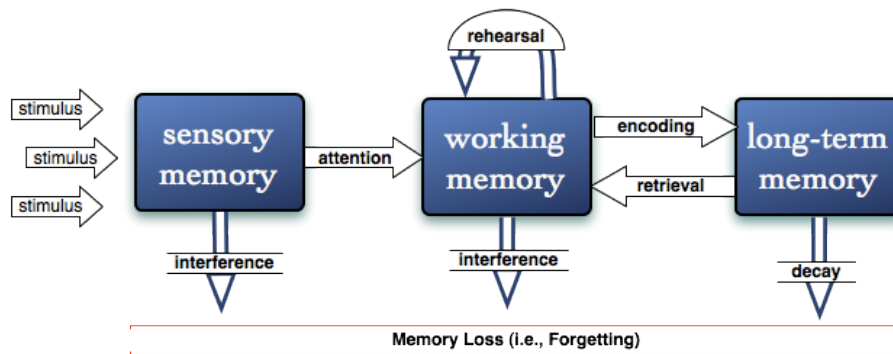 rehearsal
stimulus
stimulus
stimulus
sensory
memory
attention
working
memory
encoding
retrieval
long-term
memory
interference
interference
decay
Memory Loss (i.e., Forgetting)